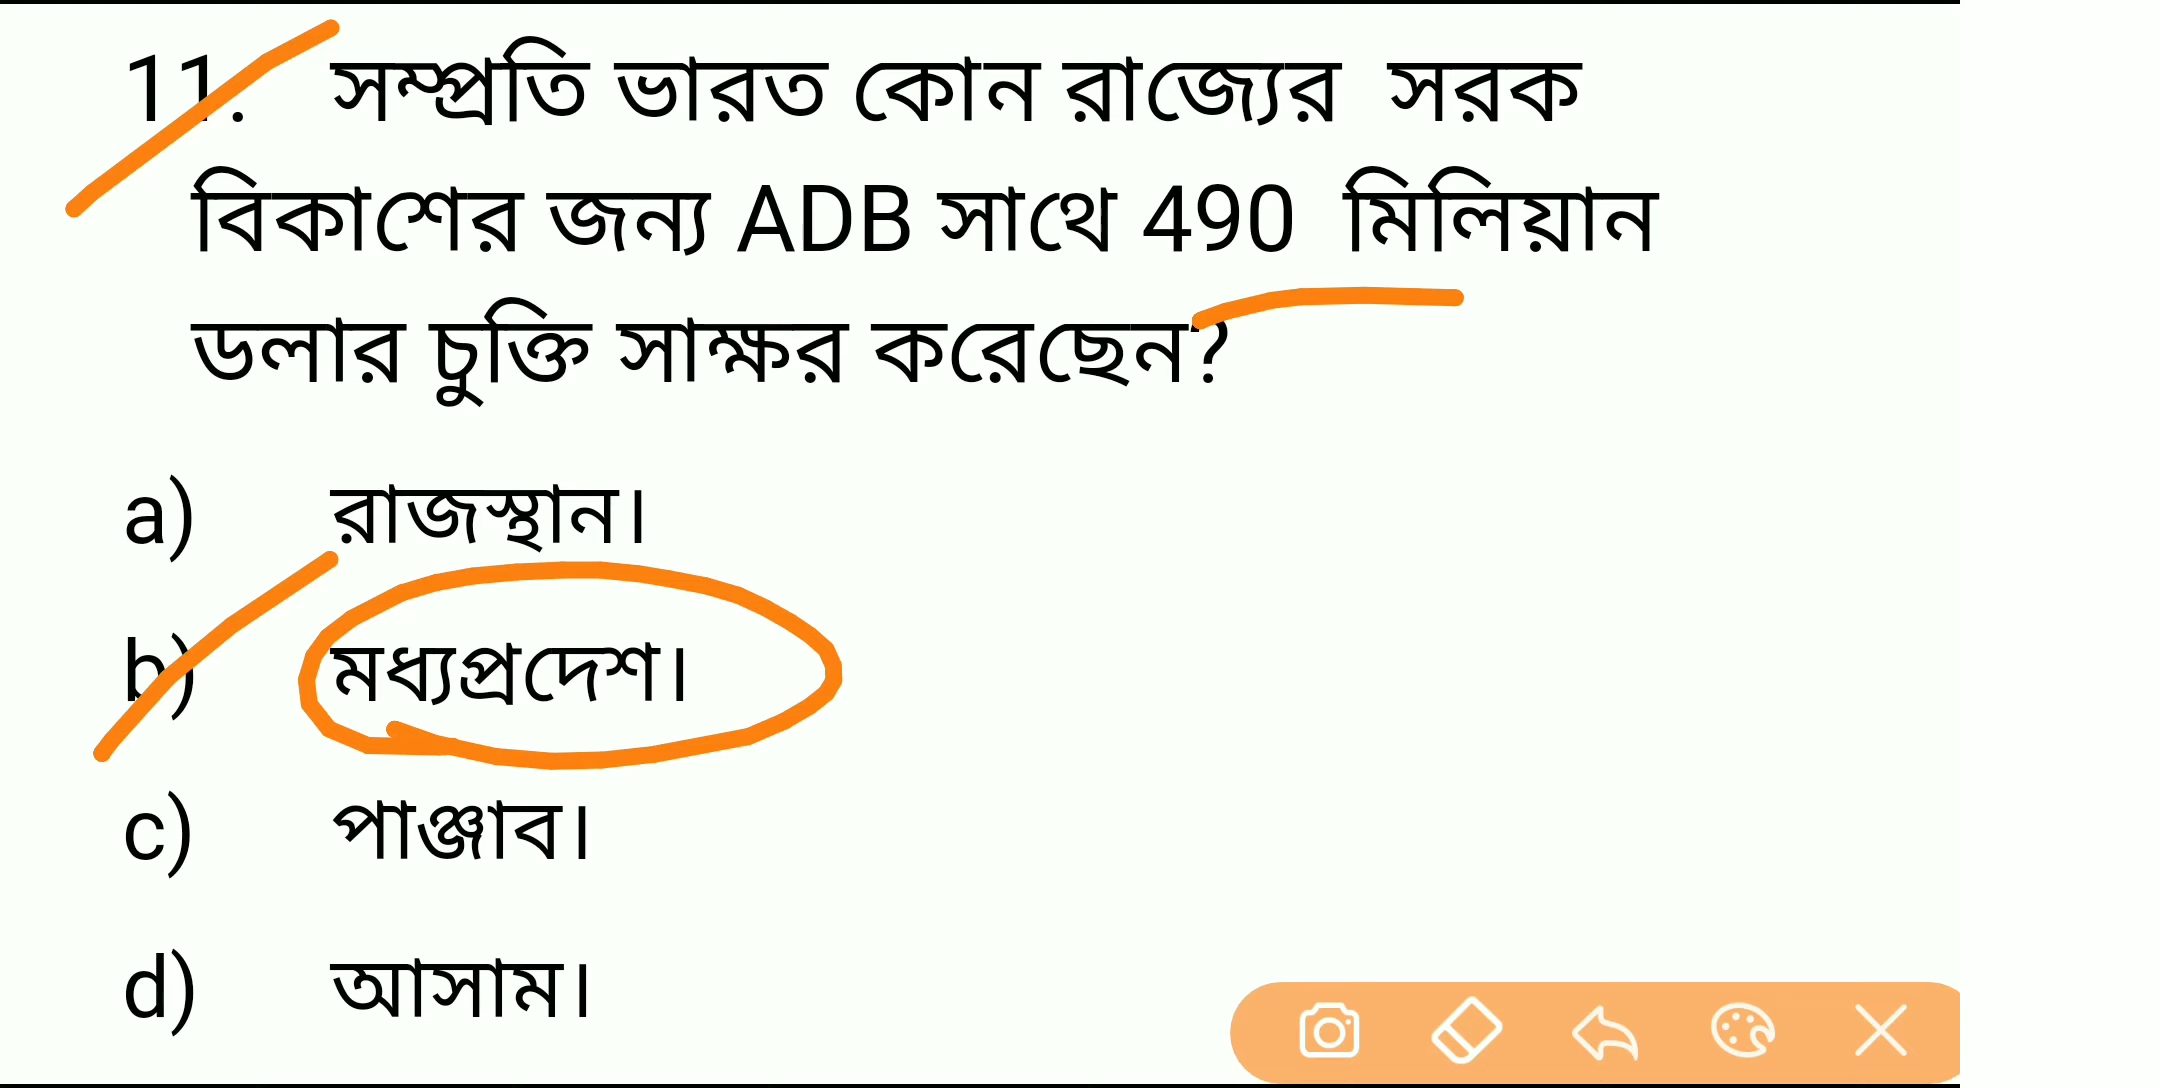 11. সম্প্রতি ভারত কোন রাজ্যের সরক
বিকাশের জন্য ADB সাথে 490 মিলিয়ান
ডলার চুক্তি সাক্ষর করেছেন?
a) রাজস্থান।
b) মধ্যপ্রদেশ।
c) পাঞ্জাব।
d) আসাম।